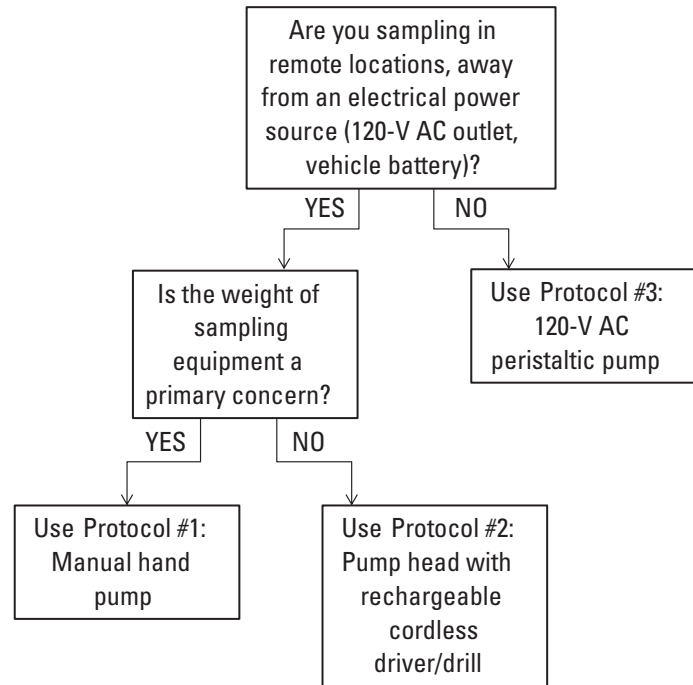 Are you sampling in
remote locations, away
from an electrical power
source (120-V AC outlet,
vehicle battery)?
YES
NO
Is the weight of
sampling
equipment a
primary concern?
Use Protocol #3:
120-V AC
peristaltic pump
YES
NO
Use Protocol #1:
Manual hand
pump
Use Protocol #2:
Pump head with
rechargeable
cordless
driver/drill